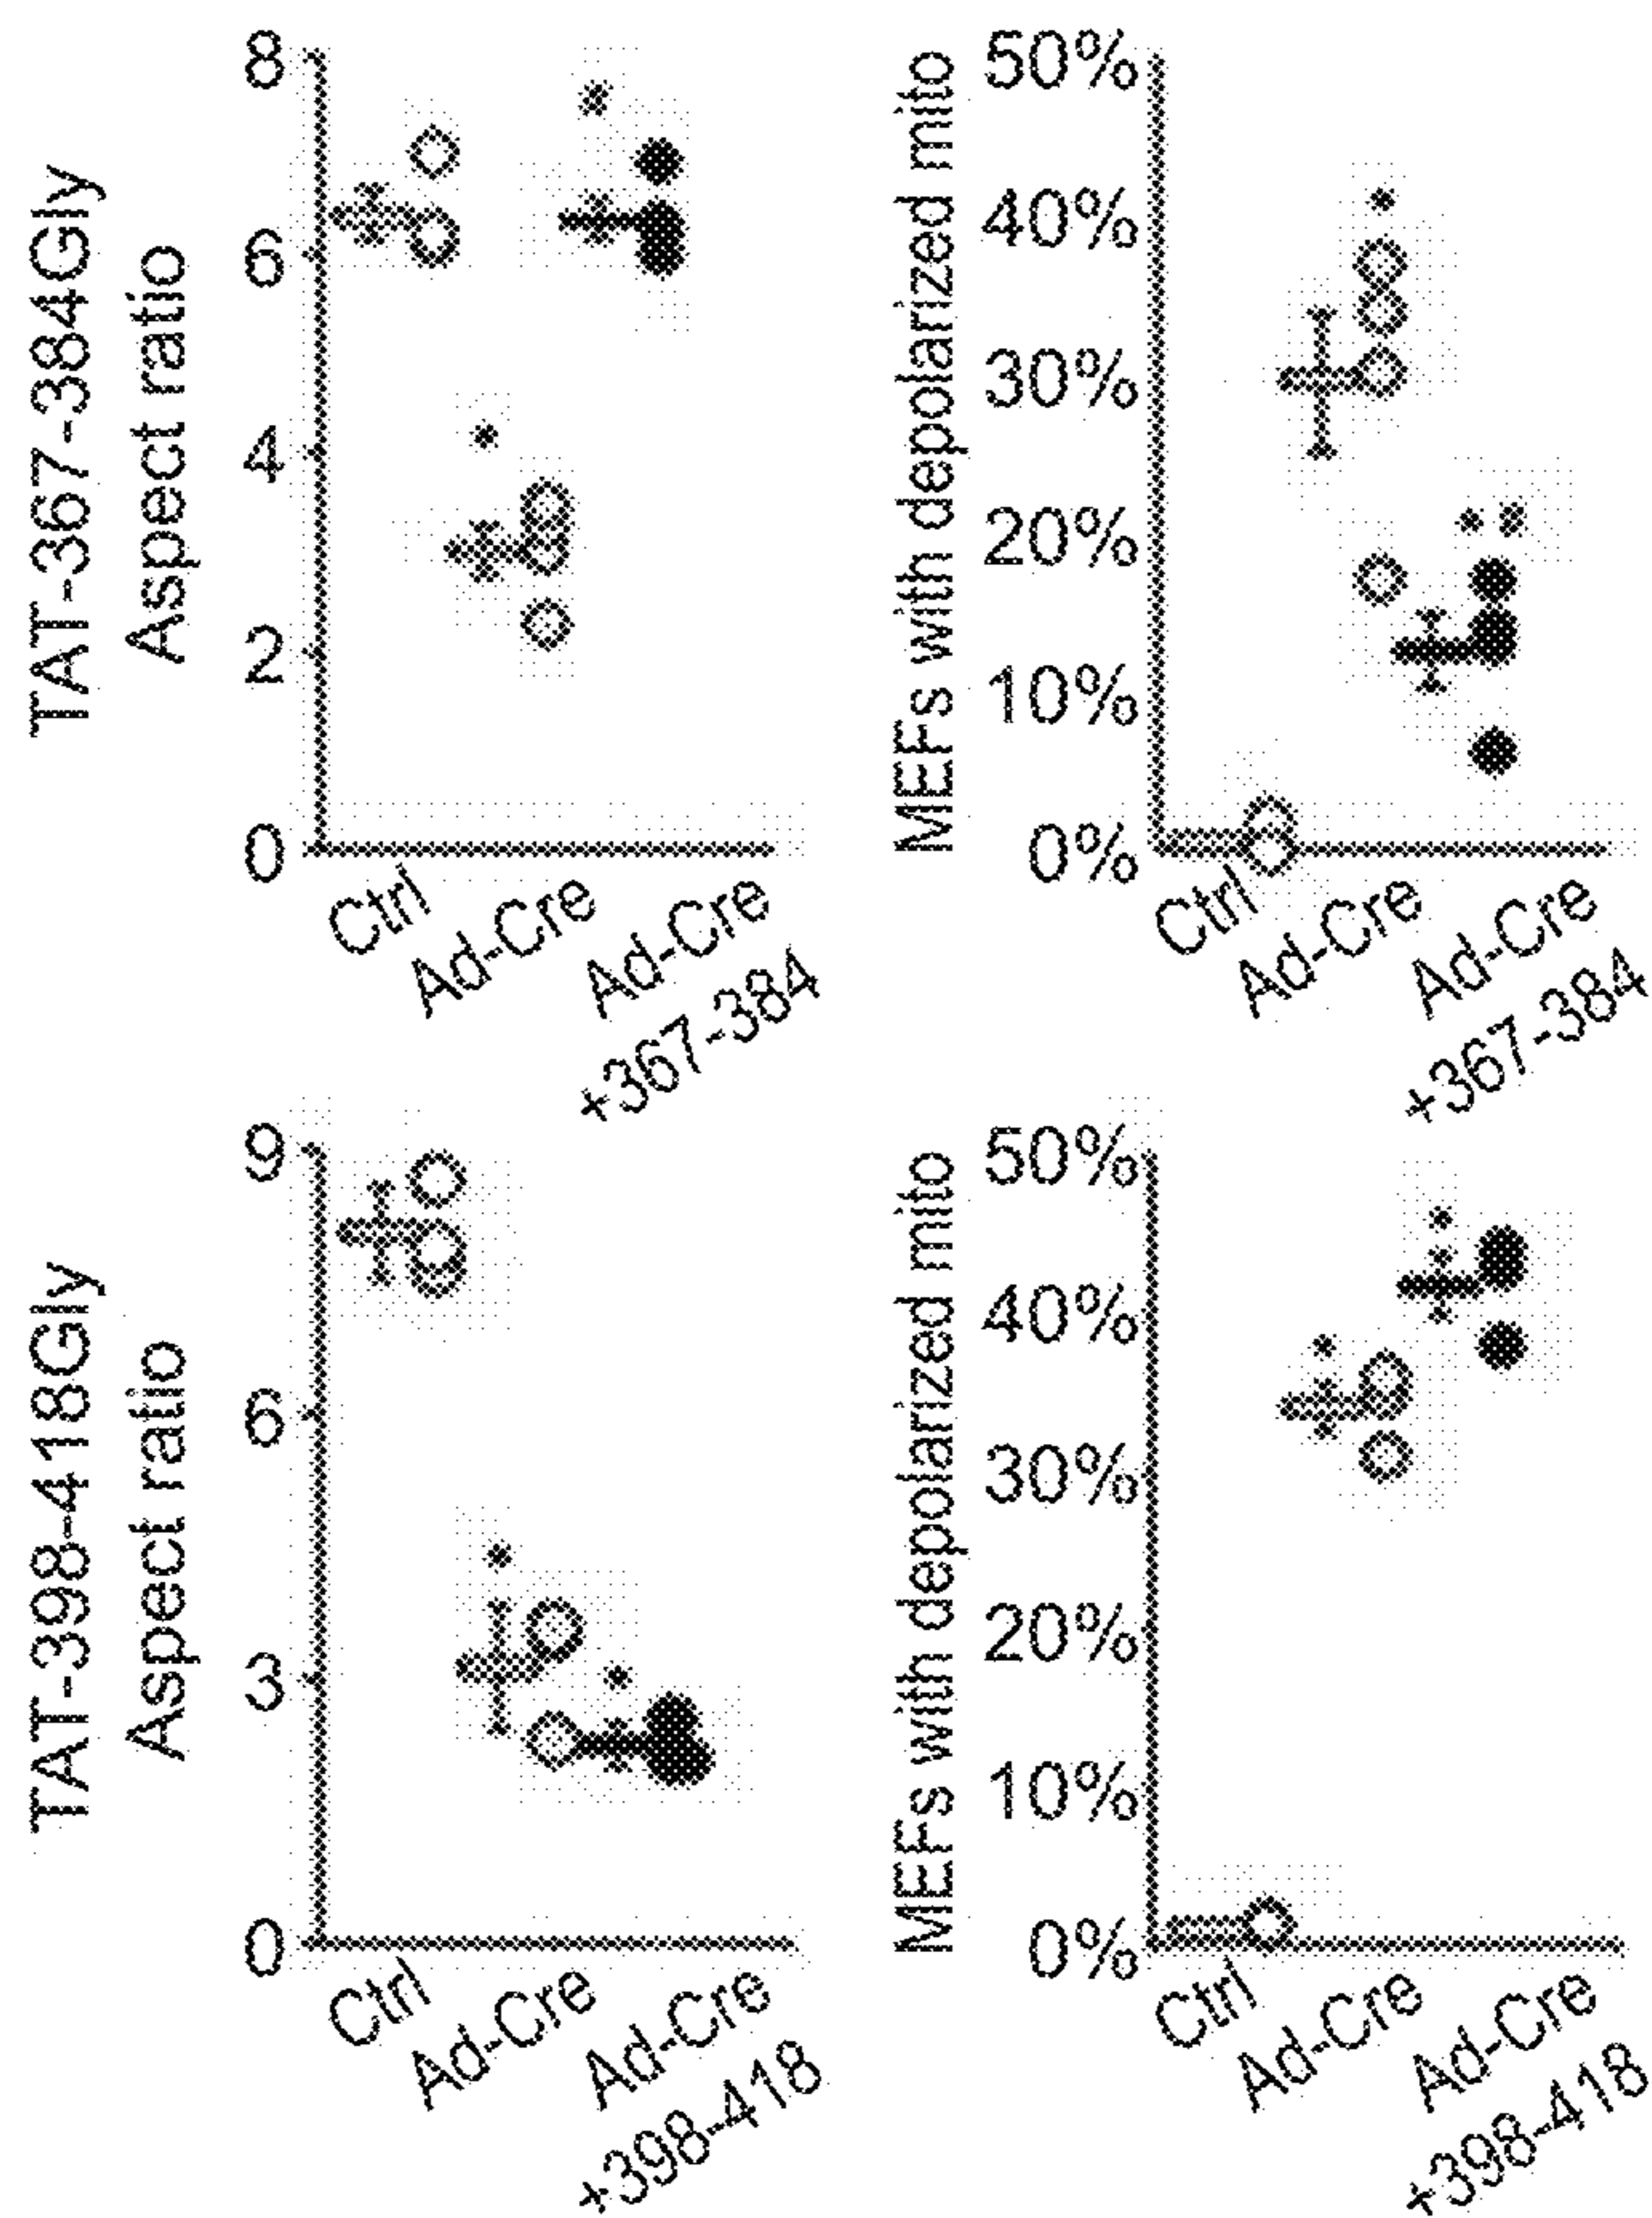 TAT-367-384Gly
Aspect ratio
8
6
4
2
0
*
*
Ctrl
Ad-Cre
Ad-Cre
+367-384
MEFs with depolarized mito
50%
40%
30%
20%
10%
0%
*
* *
Ctrl
Ad-Cre
Ad-Cre
+367-384
TAT-398-418Gly
Aspect ratio
9
6
3
0
*
*
Ctrl
Ad-Cre
Ad-Cre
+398-418
MEFs with depolarized mito
50%
40%
30%
20%
10%
0%
*
*
Ctrl
Ad-Cre
Ad-Cre
+398-418